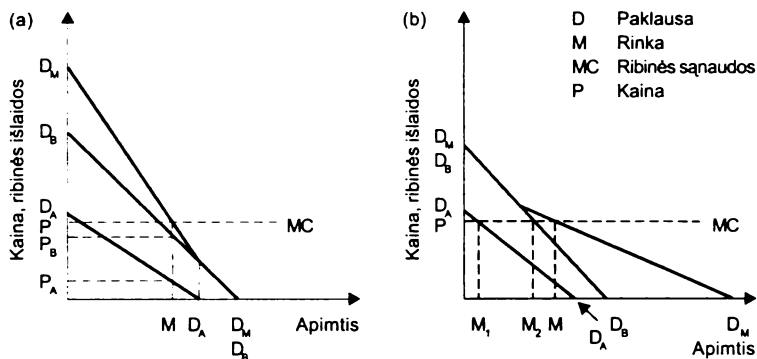 (a)
Kaina, ribinės išlaidos
D_M
D_B
D_A
P
P_B
P_A
MC
M D_A D_M Apimtis
D_B
(b)
D Paklausa
M Rinka
MC Ribinės sąnaudos
P Kaina
Kaina, ribinės išlaidos
D_M
D_B
D_A
P
MC
M_1 M_2 M D_A D_B D_M
Apimtis